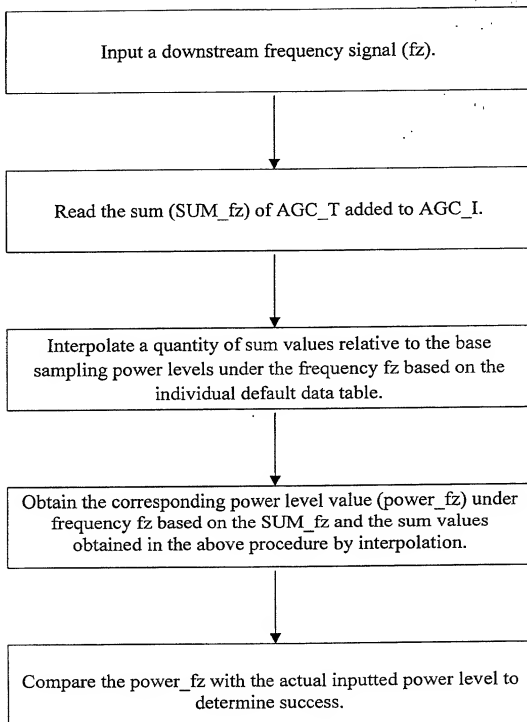 Input a downstream frequency signal (fz).
Read the sum (SUM_fz) of AGC_T added to AGC_I.
Interpolate a quantity of sum values relative to the base
sampling power levels under the frequency fz based on the
individual default data table.
Obtain the corresponding power level value (power_fz) under
frequency fz based on the SUM_fz and the sum values
obtained in the above procedure by interpolation.
Compare the power_fz with the actual inputted power level to
determine success.